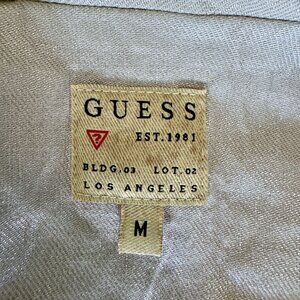 GUESS
? EST.1981
BLDG.03 LOT.02
LOS ANGELES
M